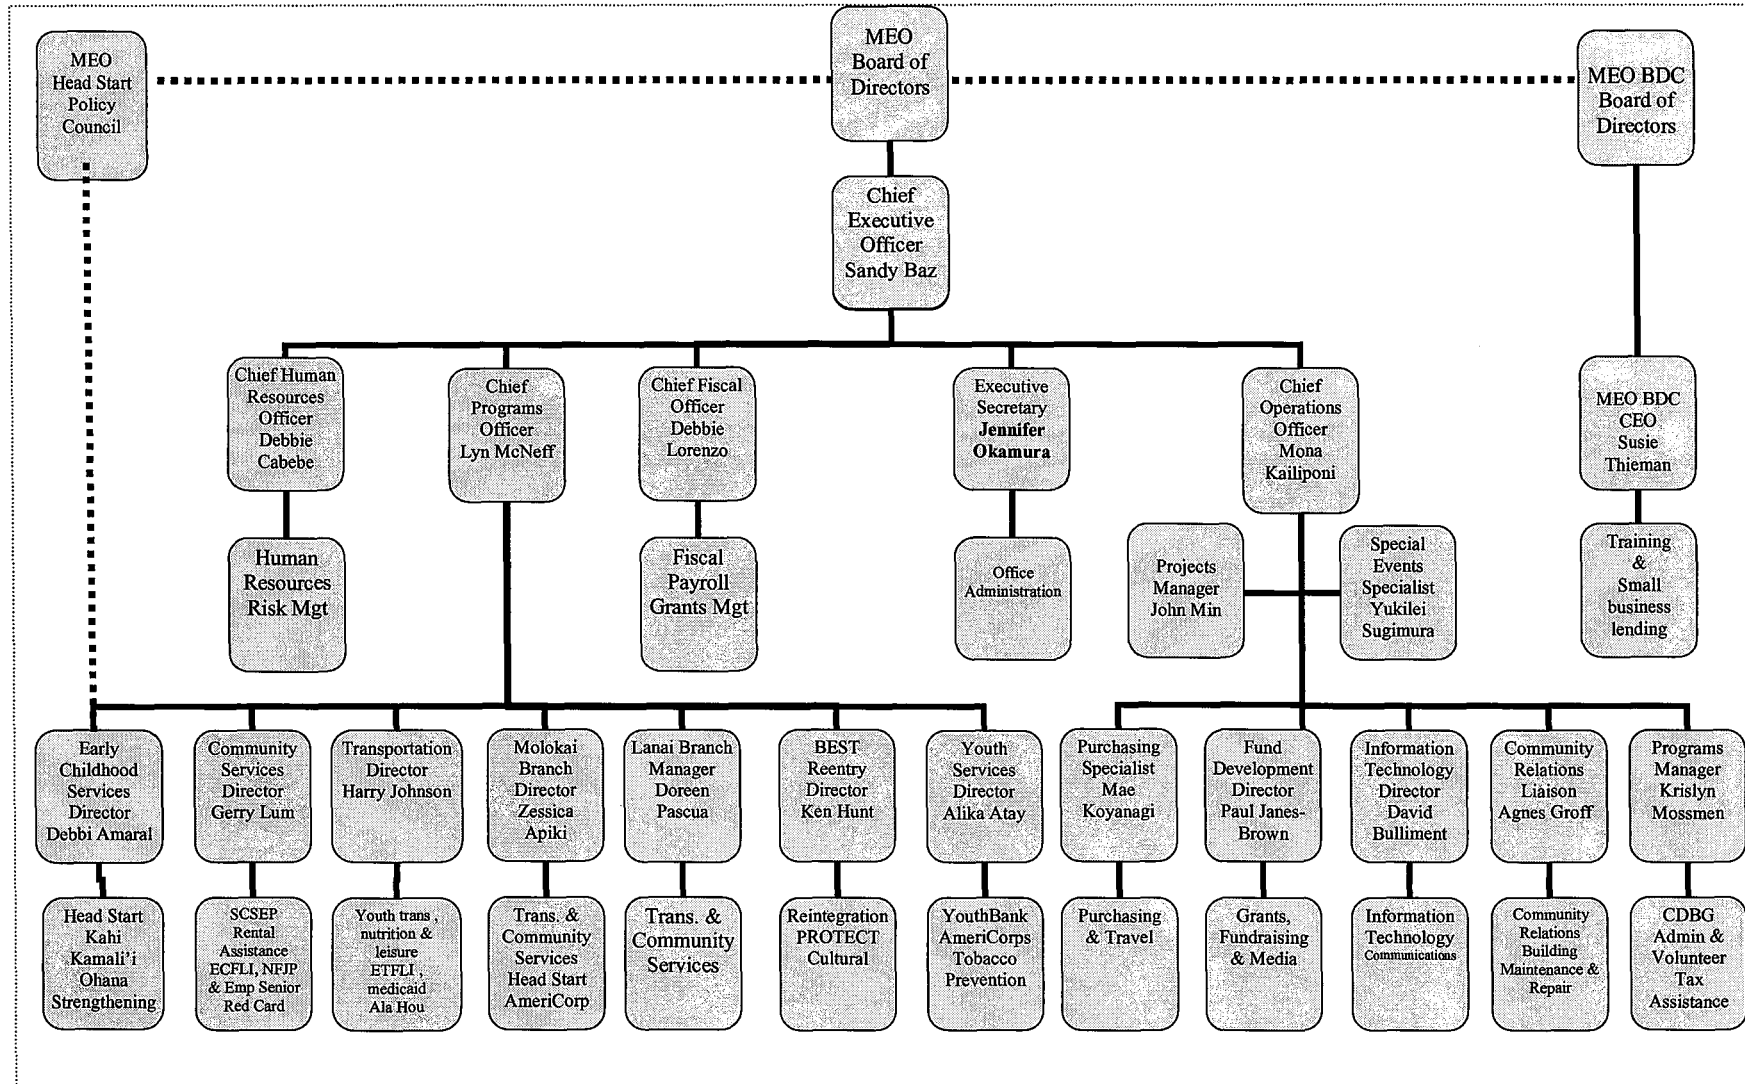 MEO
Head Start
Policy
Council
MEO
Board of
Directors
MEO BDC
Board of
Directors
Chief
Executive
Officer
Sandy Baz
Chief Human
Resources
Officer
Debbie
Cabebe
Chief
Programs
Officer
Lyn McNeff
Chief Fiscal
Officer
Debbie
Lorenzo
Executive
Secretary
Jennifer
Okamura
Chief
Operations
Officer
Mona
Kailiponi
MEO BDC
CEO
Susie
Thieman
Human
Resources
Risk Mgt
Fiscal
Payroll
Grants Mgt
Office
Administration
Projects
Manager
John Min
Special
Events
Specialist
Yukilei
Sugimura
Training
&
Small
business
lending
Early
Childhood
Services
Director
Debbi Amaral
Community
Services
Director
Gerry Lum
Transportation
Director
Harry Johnson
Molokai
Branch
Director
Zessica
Apiki
Lanai Branch
Manager
Doreen
Pascua
BEST
Reentry
Director
Ken Hunt
Youth
Services
Director
Alika Atay
Purchasing
Specialist
Mae
Koyanagi
Fund
Development
Director
Paul Janes-
Brown
Information
Technology
Director
David
Bulliment
Community
Relations
Liaison
Agnes Groff
Programs
Manager
Krislyn
Mossmen
Head Start
Kahi
Kamali'i
Ohana
Strengthening
SCSEP
Rental
Assistance
ECFLI, NFJP
& Emp Senior
Red Card
Youth trans ,
nutrition &
leisure
ETFLI ,
medicaid
Ala Hou
Trans. &
Community
Services
Head Start
AmeriCorp
Trans. &
Community
Services
Reintegration
PROTECT
Cultural
YouthBank
AmeriCorps
Tobacco
Prevention
Purchasing
& Travel
Grants,
Fundraising
& Media
Information
Technology
Communications
Community
Relations
Building
Maintenance &
Repair
CDBG
Admin &
Volunteer
Tax
Assistance